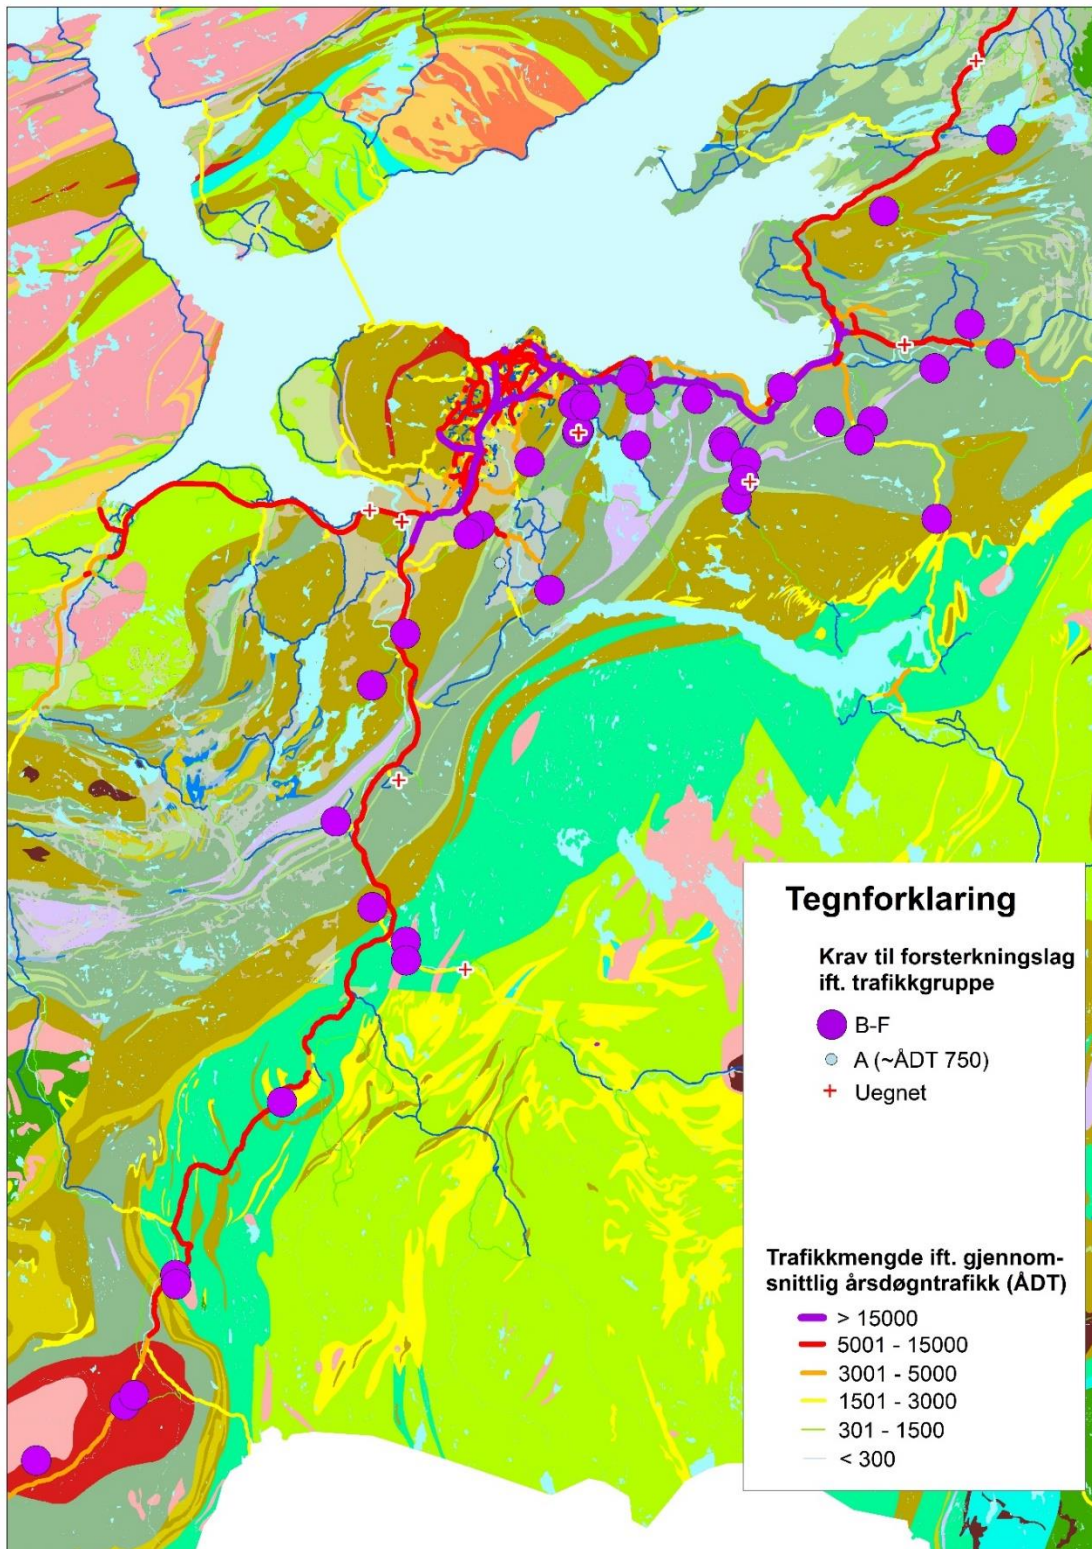 Tegnforklaring
Krav til forsterkningslag
ift. trafikkgruppe
B-F
A (~ÅDT 750)
Uegnet
Trafikkmengde ift. gjennom-
snittlig årsdøgntrafikk (ÅDT)
> 15000
5001 - 15000
3001 - 5000
1501 - 3000
301 - 1500
< 300